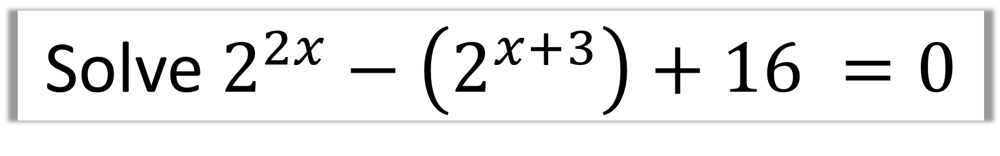 Solve 2^{2x} − (2^{x+3}) + 16 = 0